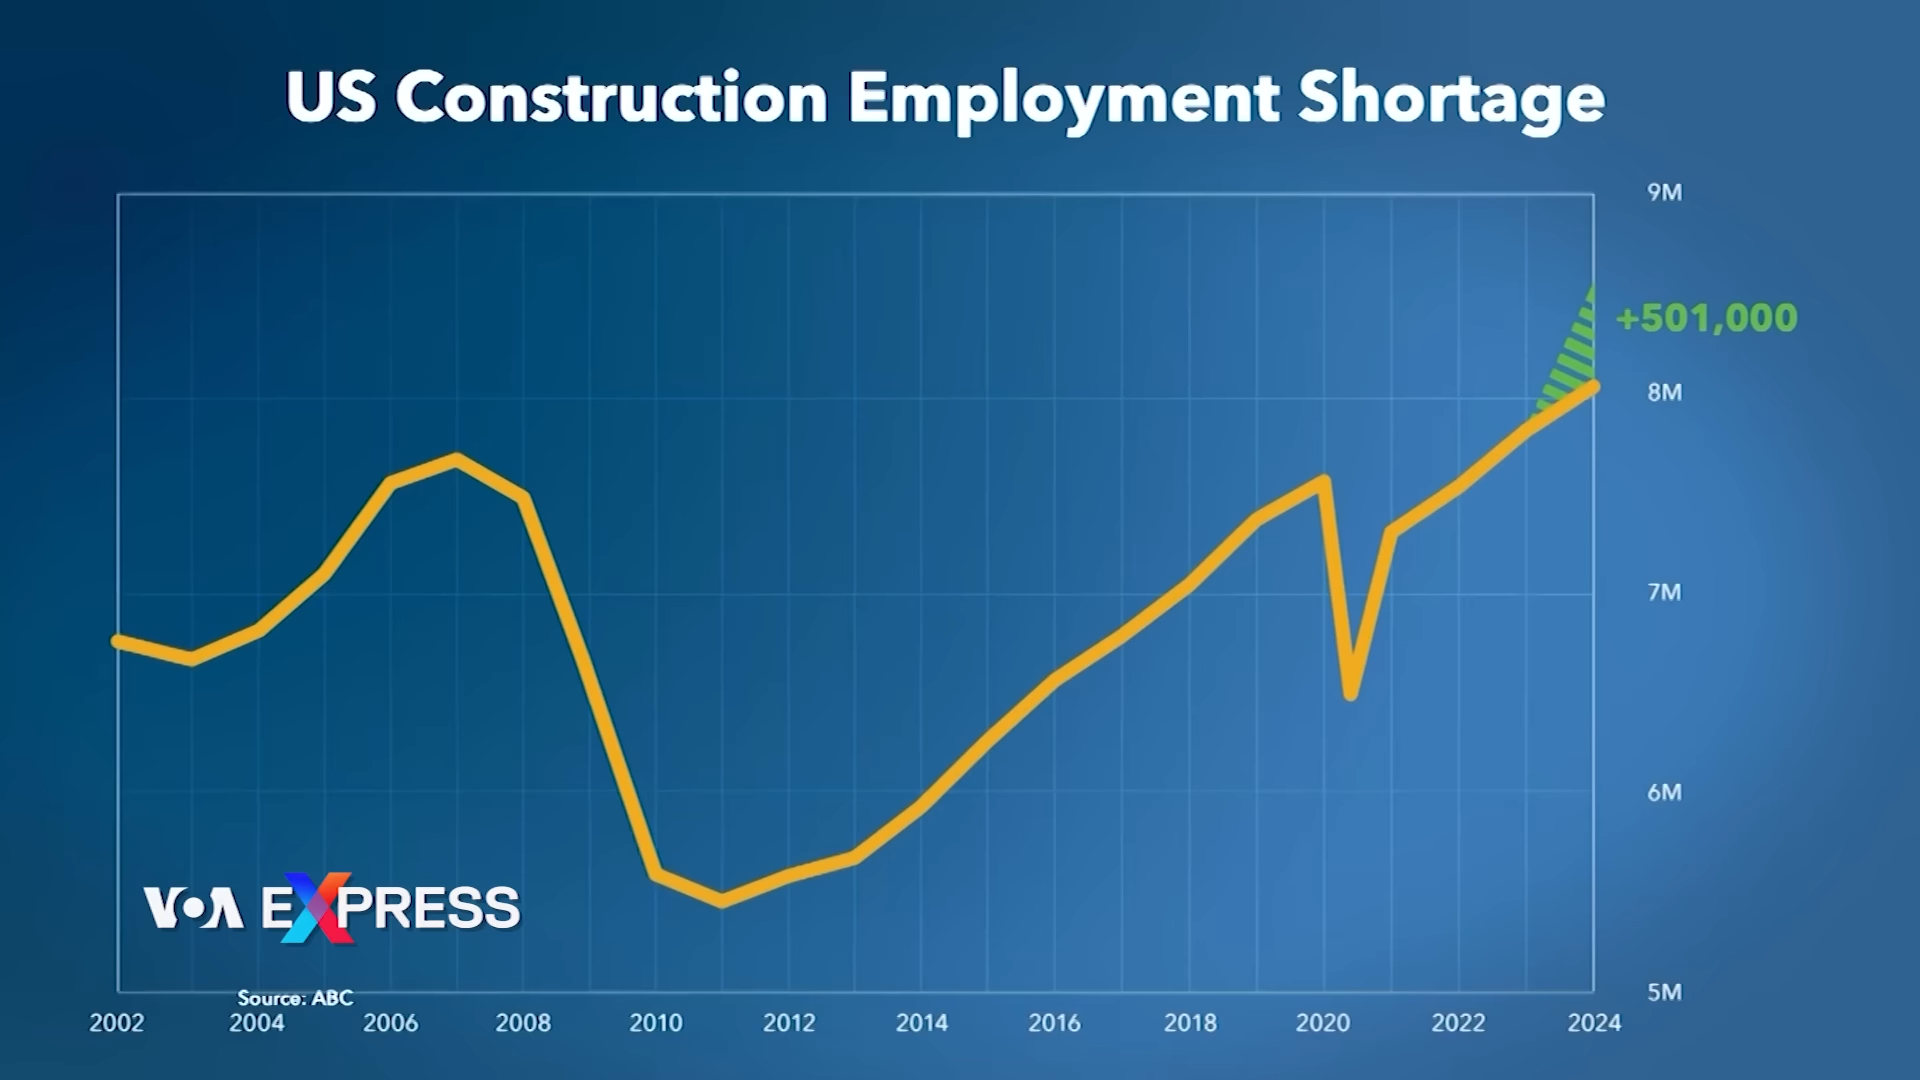 US Construction Employment Shortage
9M
+501,000
8M
7M
6M
VOA EXPRESS
5M
Source: ABC
2002 2004 2006 2008 2010 2012 2014 2016 2018 2020 2022 2024